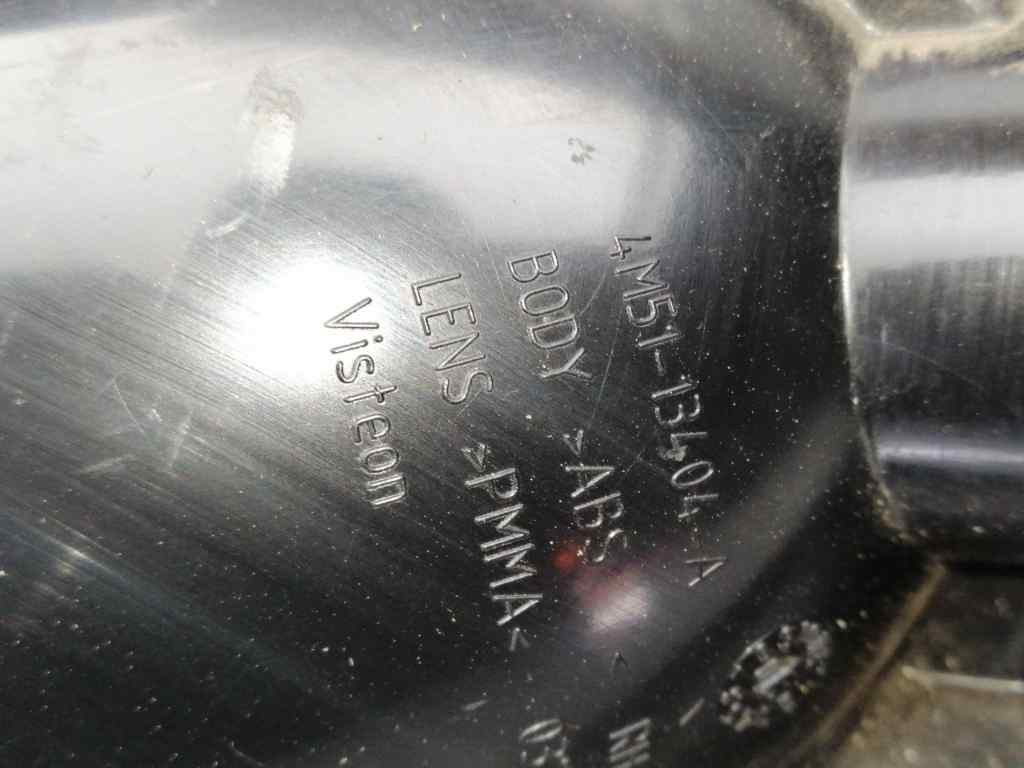 4M51-13404-A
BODY >ABS<
LENS >PMMA<
Visteon